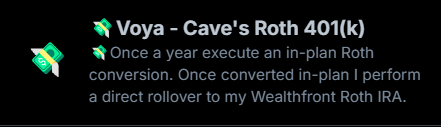 💸 Voya - Cave's Roth 401(k)
💸 Once a year execute an in-plan Roth
conversion. Once converted in-plan I perform
a direct rollover to my Wealthfront Roth IRA.